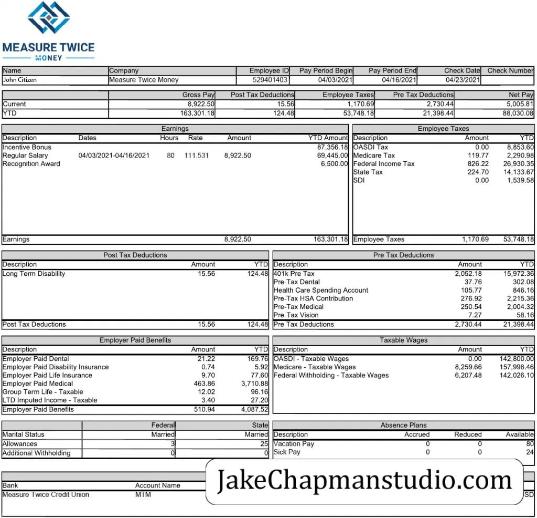 MEASURE TWICE
MONEY
Name Company Employee ID Pay Period Begin Pay Period End Check Date Check Number
John Citizen Measure Twice Money 529401403 04/03/2021 04/16/2021 04/23/2021
Gross Pay Post Tax Deductions Employee Taxes Pre Tax Deductions Net Pay
Current 8,922.50 15.56 1,170.69 2,730.44 5,005.81
YTD 163,301.18 124.48 53,748.18 21,398.44 88,030.08
Earnings Employee Taxes
Description Dates Hours Rate Amount YTD Amount Description Amount YTD
Incentive Bonus 87,356.18 OASDI Tax 0.00 8,853.60
Regular Salary 04/03/2021-04/16/2021 80 111.531 8,922.50 69,445.00 Medicare Tax 119.77 2,290.98
Recognition Award 6,500.00 Federal Income Tax 826.22 26,930.35
State Tax 224.70 14,133.67
SDI 0.00 1,539.58
Earnings 8,922.50 163,301.18 Employee Taxes 1,170.69 53,748.18
Post Tax Deductions Pre Tax Deductions
Description Amount YTD Description Amount YTD
Long Term Disability 15.56 124.48 401k Pre Tax 2,052.18 15,972.36
Pre-Tax Dental 37.76 302.08
Health Care Spending Account 105.77 846.16
Pre-Tax HSA Contribution 276.92 2,215.36
Pre-Tax Medical 250.54 2,004.32
Pre-Tax Vision 7.27 58.16
Post Tax Deductions 15.56 124.48 Pre Tax Deductions 2,730.44 21,398.44
Employer Paid Benefits Taxable Wages
Description Amount YTD Description Amount YTD
Employer Paid Dental 21.22 169.76 OASDI - Taxable Wages 0.00 142,800.00
Employer Paid Disability Insurance 0.74 5.92 Medicare - Taxable Wages 8,259.66 157,998.46
Employer Paid Life Insurance 9.70 77.60 Federal Withholding - Taxable Wages 6,207.48 142,026.10
Employer Paid Medical 463.86 3,710.88
Group Term Life - Taxable 12.02 96.16
LTD Imputed Income - Taxable 3.40 27.20
Employer Paid Benefits 510.94 4,087.52
Federal State Absence Plans
Marital Status Married Married Description Accrued Reduced Available
Allowances 3 25 Vacation Pay 0 0 80
Additional Withholding 0 0 Sick Pay 0 0 24
Bank Account Name
Measure Twice Credit Union MTM SD
JakeChapmanstudio.com